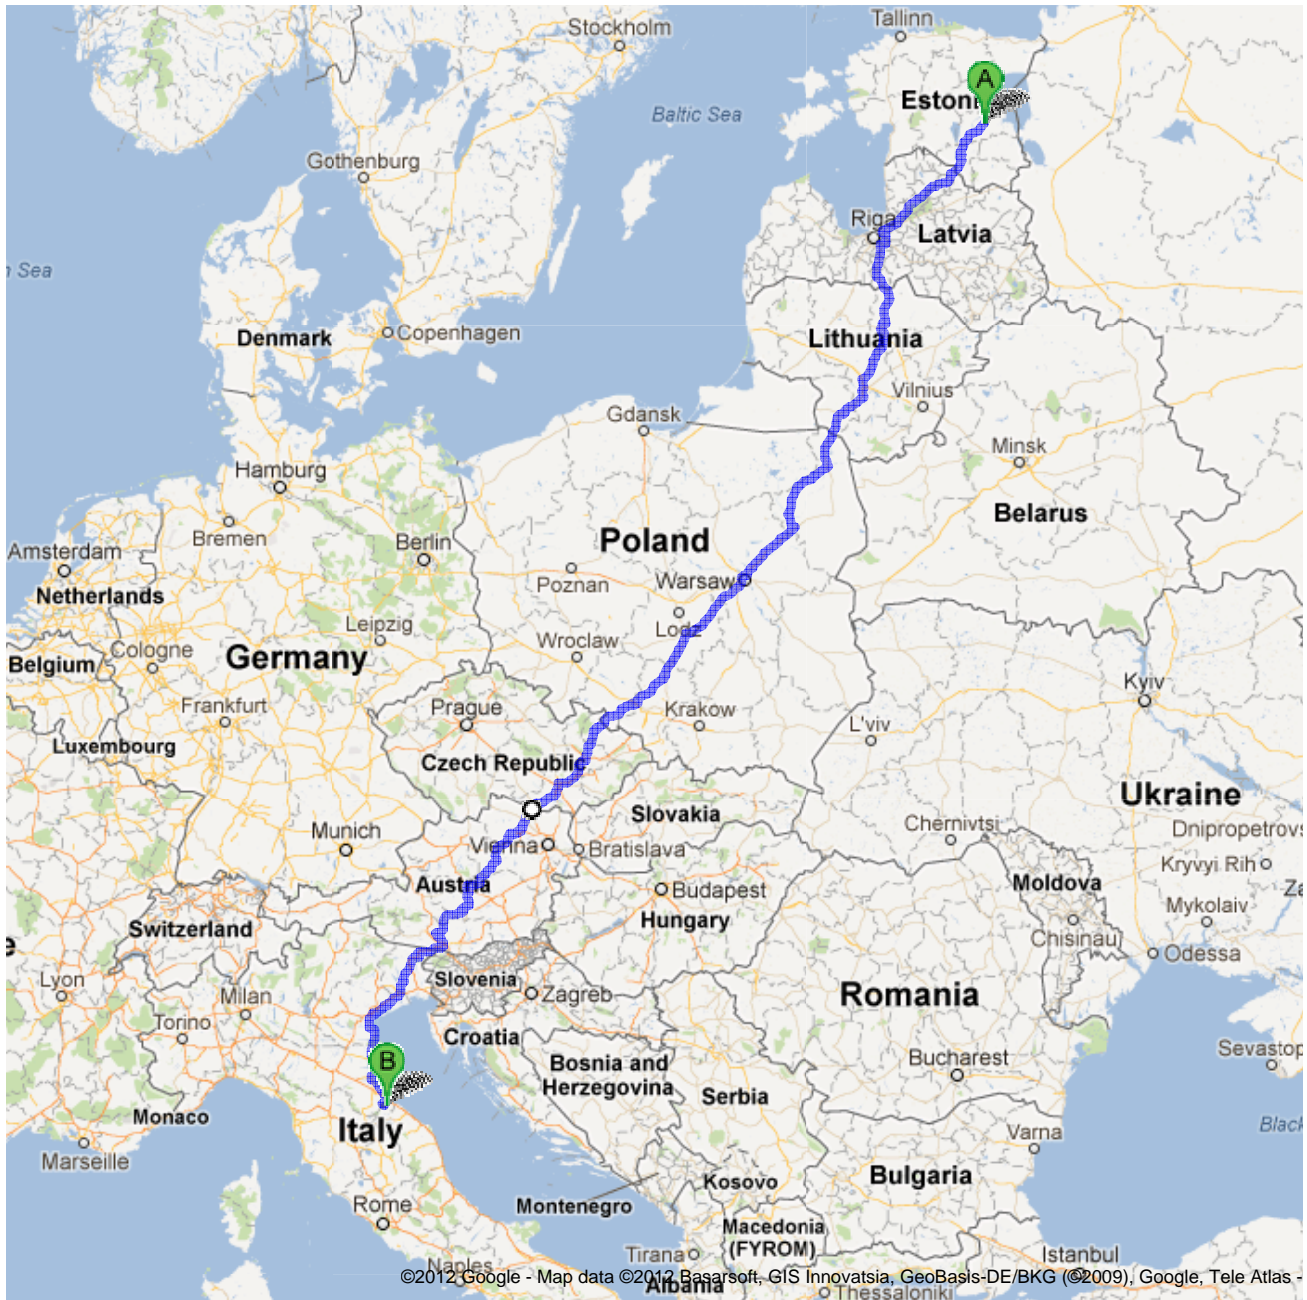 Tallinn
Stockholm
A
Estoni
Baltic Sea
Gothenburg
Riga
Latvia
Sea
Denmark
Copenhagen
Lithuania
Vilnius
Gdansk
Minsk
Hamburg
Belarus
Bremen
Berlin
Poland
Amsterdam
Poznan
Warsaw
Netherlands
Leipzig
Lodz
Wroclaw
Cologne
Belgium
Germany
Kyiv
Frankfurt
Prague
Krakow
L'viv
Luxembourg
Czech Republic
Ukraine
Slovakia
Chernivtsi
Munich
Vienna
Bratislava
Dnipropetrovs
Kryvyi Rih
Austria
Budapest
Moldova
Za
Switzerland
Hungary
Mykolaiv
Chisinau
e
Odessa
Lyon
Slovenia
Milan
Zagreb
Romania
Torino
Croatia
Sevastop
B
Bosnia and
Herzegovina
Bucharest
Serbia
Monaco
Italy
Black
Varna
Marseille
Bulgaria
Kosovo
Rome
Montenegro
Macedonia
(FYROM)
Tirana
Istanbul
Naples
©2012 Google - Map data ©2012 Basarsoft, GIS Innovatsia, GeoBasis-DE/BKG (©2009), Google, Tele Atlas -
Albania
Thessaloniki